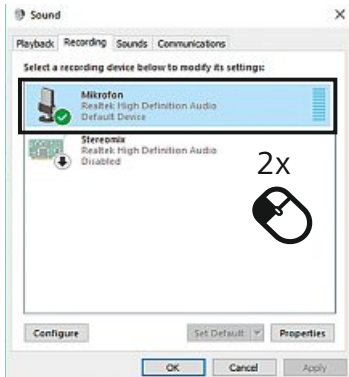 Sound
Playback Recording Sounds Communications
Select a recording device below to modify its settings:
Mikrofon
Realtek High Definition Audio
Default Device
Stereomix
Realtek High Definition Audio
Disabled
2x
Configure Set Default Properties
OK Cancel Apply